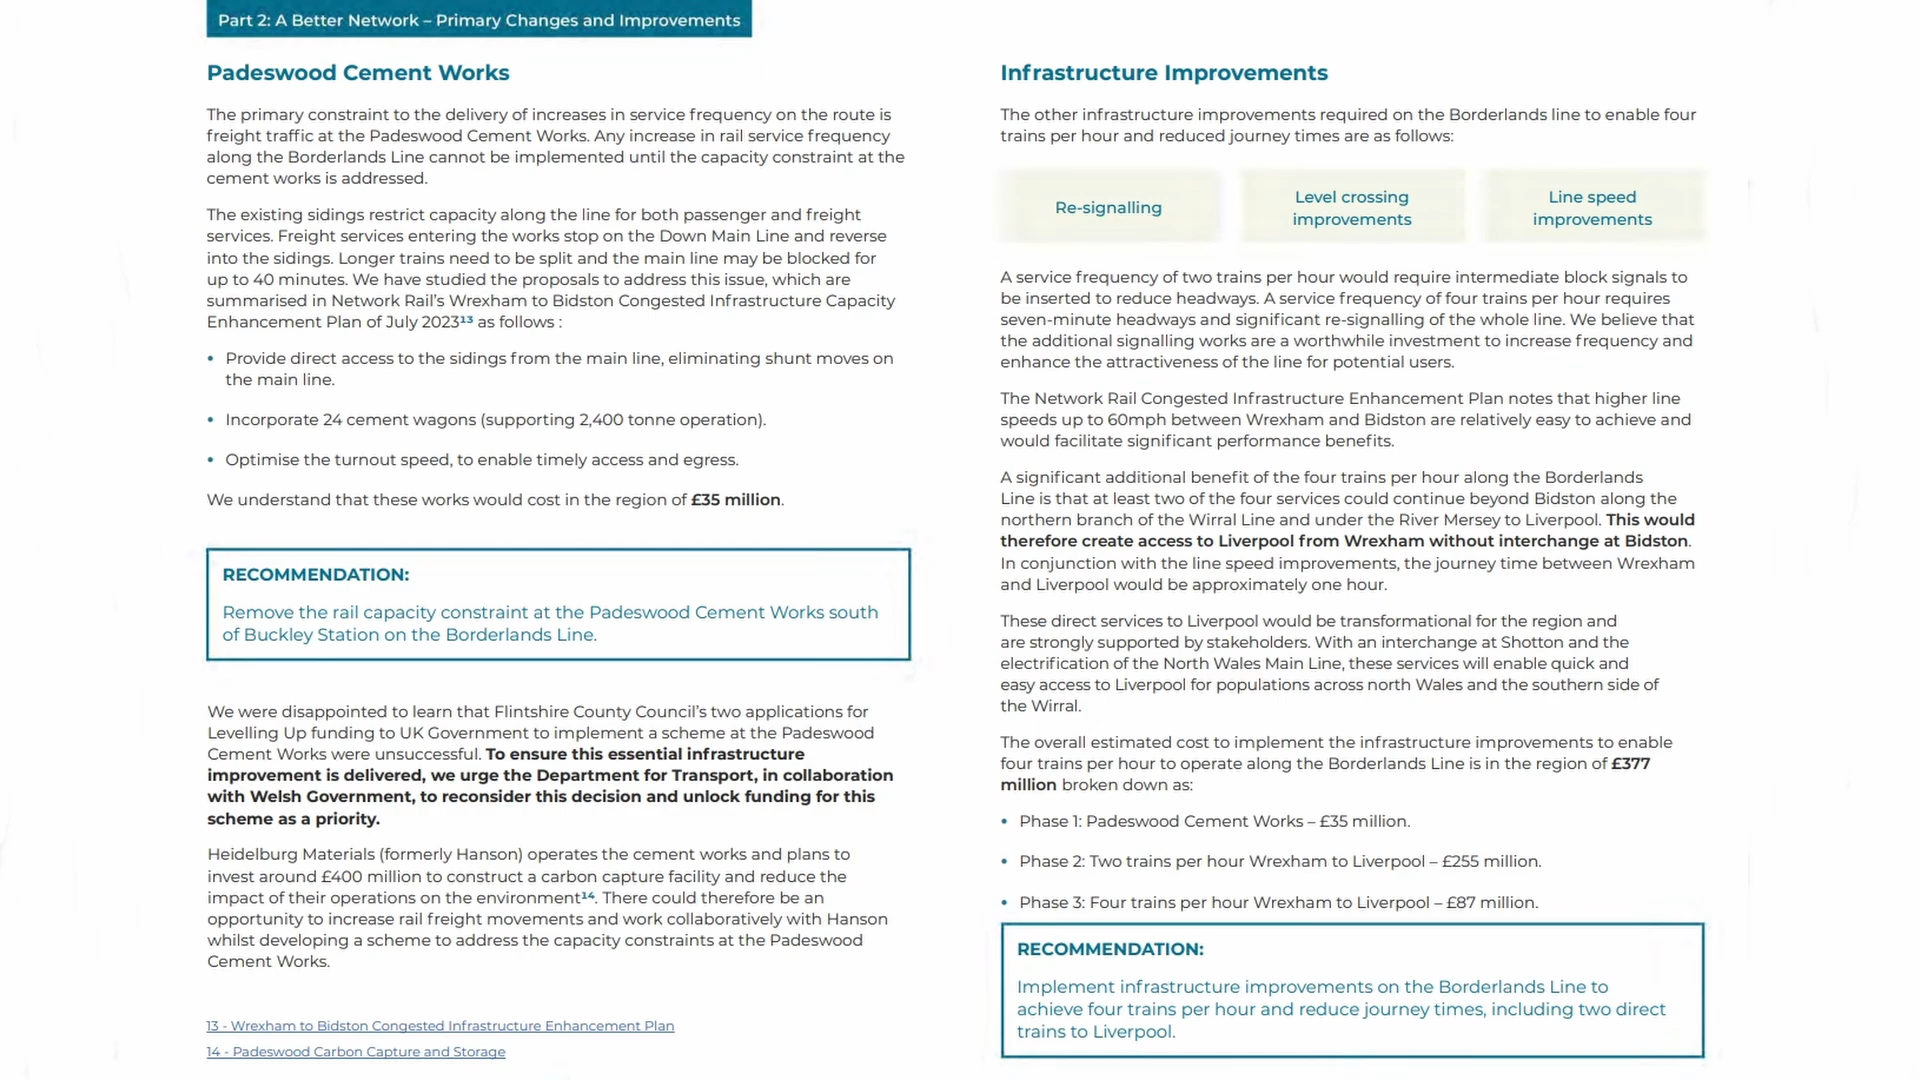 Part 2: A Better Network – Primary Changes and Improvements
Padeswood Cement Works
The primary constraint to the delivery of increases in service frequency on the route is
freight traffic at the Padeswood Cement Works. Any increase in rail service frequency
along the Borderlands Line cannot be implemented until the capacity constraint at the
cement works is addressed.
The existing sidings restrict capacity along the line for both passenger and freight
services. Freight services entering the works stop on the Down Main Line and reverse
into the sidings. Longer trains need to be split and the main line may be blocked for
up to 40 minutes. We have studied the proposals to address this issue, which are
summarised in Network Rail's Wrexham to Bidston Congested Infrastructure Capacity
Enhancement Plan of July 2023¹³ as follows :
• Provide direct access to the sidings from the main line, eliminating shunt moves on
the main line.
• Incorporate 24 cement wagons (supporting 2,400 tonne operation).
• Optimise the turnout speed, to enable timely access and egress.
We understand that these works would cost in the region of £35 million.
RECOMMENDATION:
Remove the rail capacity constraint at the Padeswood Cement Works south
of Buckley Station on the Borderlands Line.
We were disappointed to learn that Flintshire County Council's two applications for
Levelling Up funding to UK Government to implement a scheme at the Padeswood
Cement Works were unsuccessful. To ensure this essential infrastructure
improvement is delivered, we urge the Department for Transport, in collaboration
with Welsh Government, to reconsider this decision and unlock funding for this
scheme as a priority.
Heidelburg Materials (formerly Hanson) operates the cement works and plans to
invest around £400 million to construct a carbon capture facility and reduce the
impact of their operations on the environment¹⁴. There could therefore be an
opportunity to increase rail freight movements and work collaboratively with Hanson
whilst developing a scheme to address the capacity constraints at the Padeswood
Cement Works.
13 - Wrexham to Bidston Congested Infrastructure Enhancement Plan
14 - Padeswood Carbon Capture and Storage
Infrastructure Improvements
The other infrastructure improvements required on the Borderlands line to enable four
trains per hour and reduced journey times are as follows:
Re-signalling
Level crossing
improvements
Line speed
improvements
A service frequency of two trains per hour would require intermediate block signals to
be inserted to reduce headways. A service frequency of four trains per hour requires
seven-minute headways and significant re-signalling of the whole line. We believe that
the additional signalling works are a worthwhile investment to increase frequency and
enhance the attractiveness of the line for potential users.
The Network Rail Congested Infrastructure Enhancement Plan notes that higher line
speeds up to 60mph between Wrexham and Bidston are relatively easy to achieve and
would facilitate significant performance benefits.
A significant additional benefit of the four trains per hour along the Borderlands
Line is that at least two of the four services could continue beyond Bidston along the
northern branch of the Wirral Line and under the River Mersey to Liverpool. This would
therefore create access to Liverpool from Wrexham without interchange at Bidston.
In conjunction with the line speed improvements, the journey time between Wrexham
and Liverpool would be approximately one hour.
These direct services to Liverpool would be transformational for the region and
are strongly supported by stakeholders. With an interchange at Shotton and the
electrification of the North Wales Main Line, these services will enable quick and
easy access to Liverpool for populations across north Wales and the southern side of
the Wirral.
The overall estimated cost to implement the infrastructure improvements to enable
four trains per hour to operate along the Borderlands Line is in the region of £377
million broken down as:
• Phase 1: Padeswood Cement Works – £35 million.
• Phase 2: Two trains per hour Wrexham to Liverpool – £255 million.
• Phase 3: Four trains per hour Wrexham to Liverpool – £87 million.
RECOMMENDATION:
Implement infrastructure improvements on the Borderlands Line to
achieve four trains per hour and reduce journey times, including two direct
trains to Liverpool.